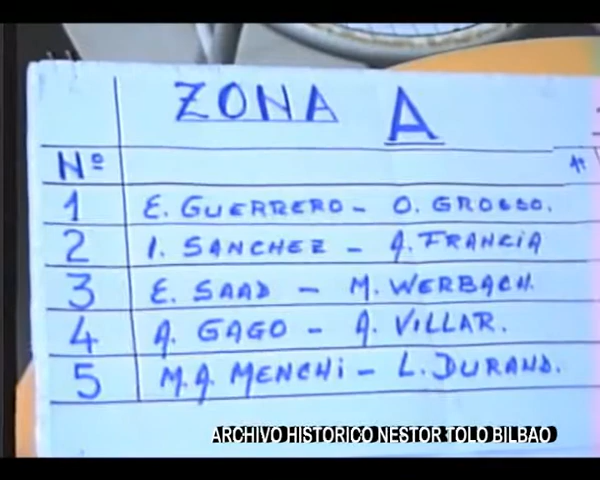 ZONA A
Nº 1º
1 E. GUERRERO - O. GROSSO.
2 I. SANCHEZ - A. FRANCIA
3 E. SAAD - M. WERBACH.
4 A. GAGO - A. VILLAR.
5 M.A. MENCHI - L. DURAND.
ARCHIVO HISTORICO NESTOR TOLO BILBAO